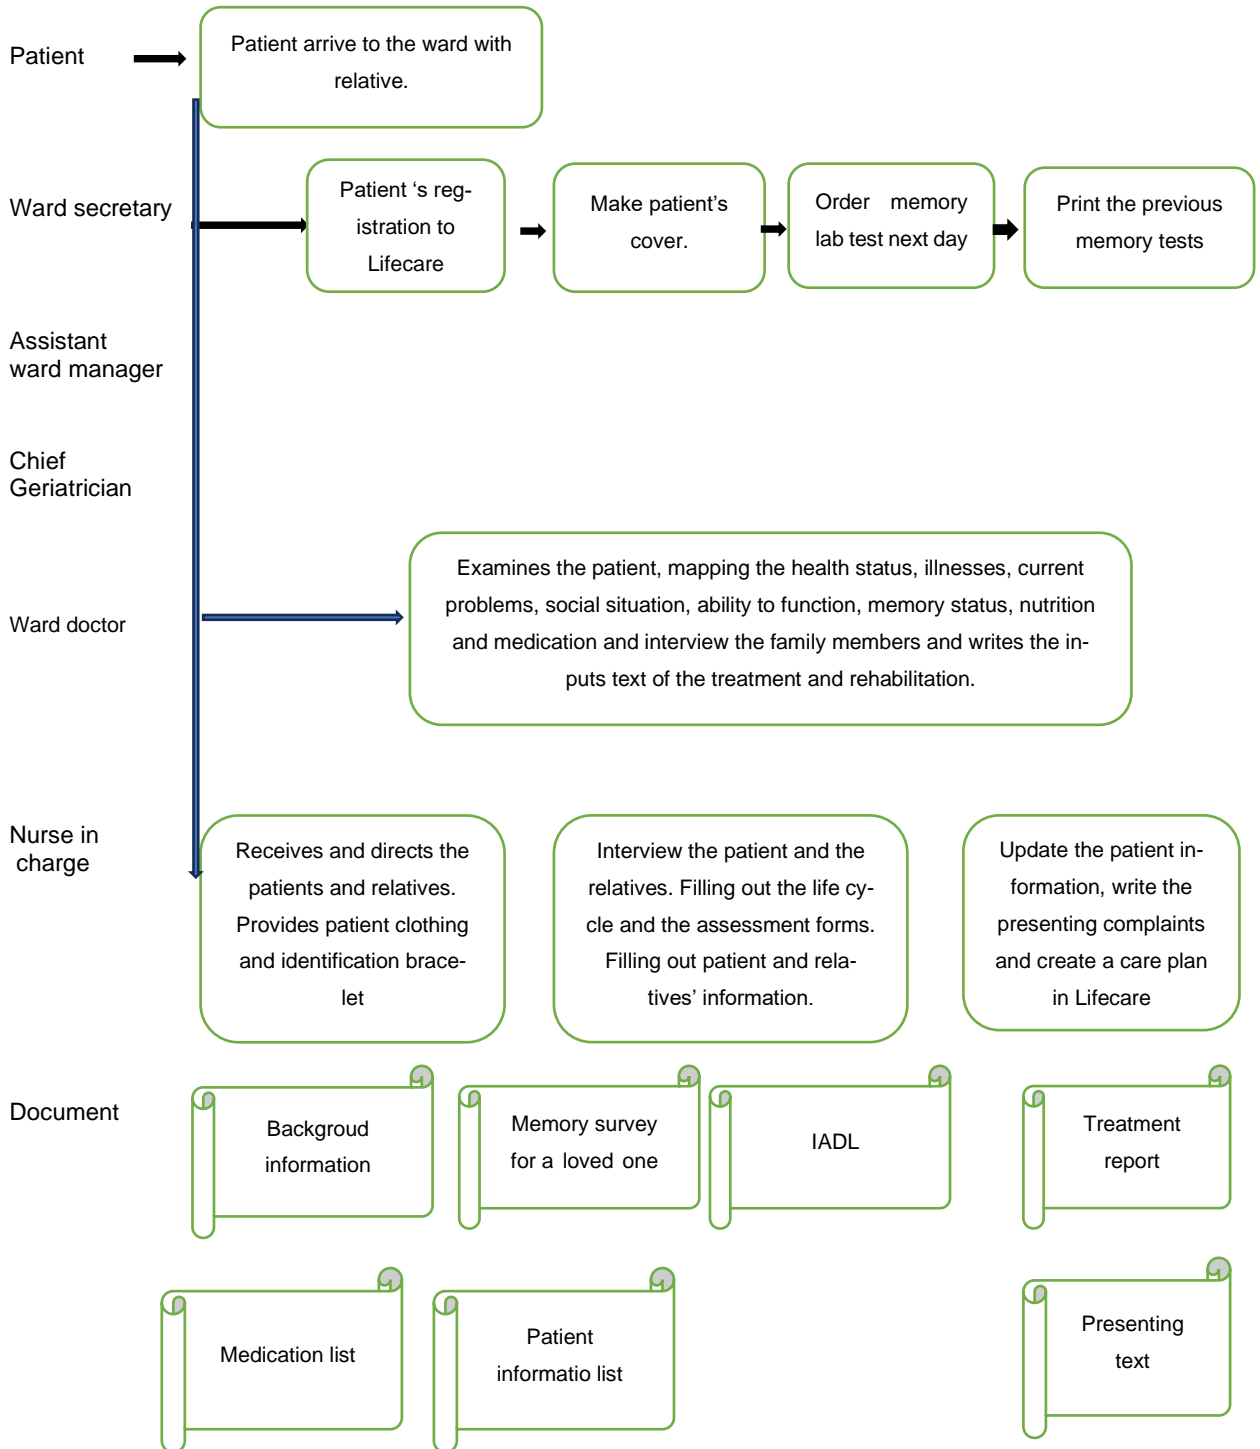 Patient
Patient arrive to the ward with
relative.
Ward secretary
Patient ‘s reg-
istration to
Lifecare
Make patient’s
cover.
Order memory
lab test next day
Print the previous
memory tests
Assistant
ward manager
Chief
Geriatrician
Ward doctor
Examines the patient, mapping the health status, illnesses, current
problems, social situation, ability to function, memory status, nutrition
and medication and interview the family members and writes the in-
puts text of the treatment and rehabilitation.
Nurse in
charge
Receives and directs the
patients and relatives.
Provides patient clothing
and identification brace-
let
Interview the patient and the
relatives. Filling out the life cy-
cle and the assessment forms.
Filling out patient and rela-
tives’ information.
Update the patient in-
formation, write the
presenting complaints
and create a care plan
in Lifecare
Document
Backgroud
information
Memory survey
for a loved one
IADL
Treatment
report
Medication list
Patient
informatio list
Presenting
text